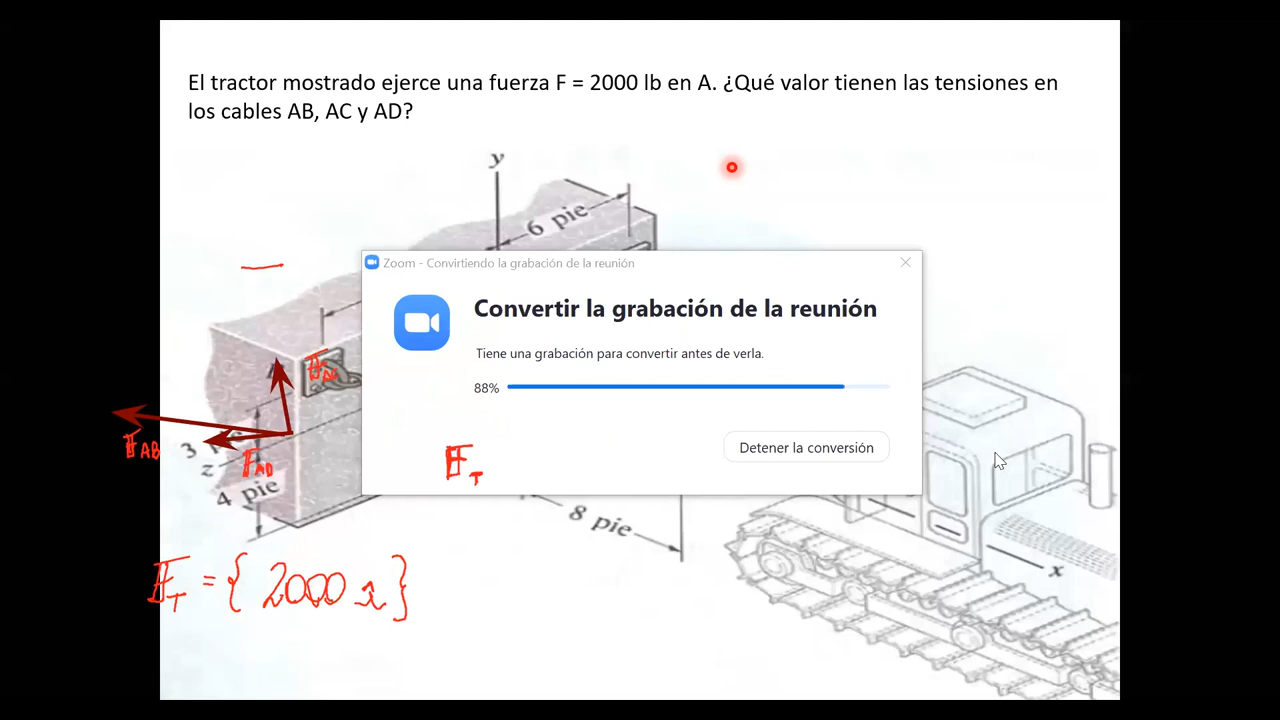 El tractor mostrado ejerce una fuerza F = 2000 lb en A. ¿Qué valor tienen las tensiones en
los cables AB, AC y AD?
y
6 pie
Zoom - Convirtiendo la grabación de la reunión
Convertir la grabación de la reunión
Tiene una grabación para convertir antes de verla.
88%
Detener la conversión
F_AC
F_AB
3
F_AD
z
4 pie
F_T
8 pie
x
F_T = { 2000 i }